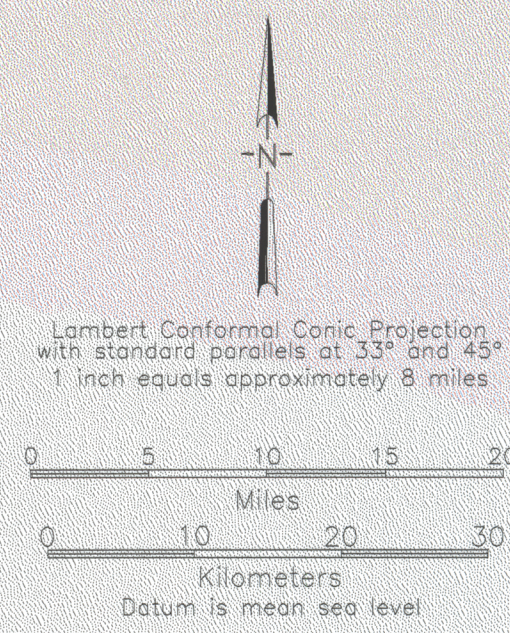 -N-
Lambert Conformal Conic Projection
with standard parallels at 33° and 45°
1 inch equals approximately 8 miles
0 5 10 15 20
Miles
0 10 20 30
Kilometers
Datum is mean sea level